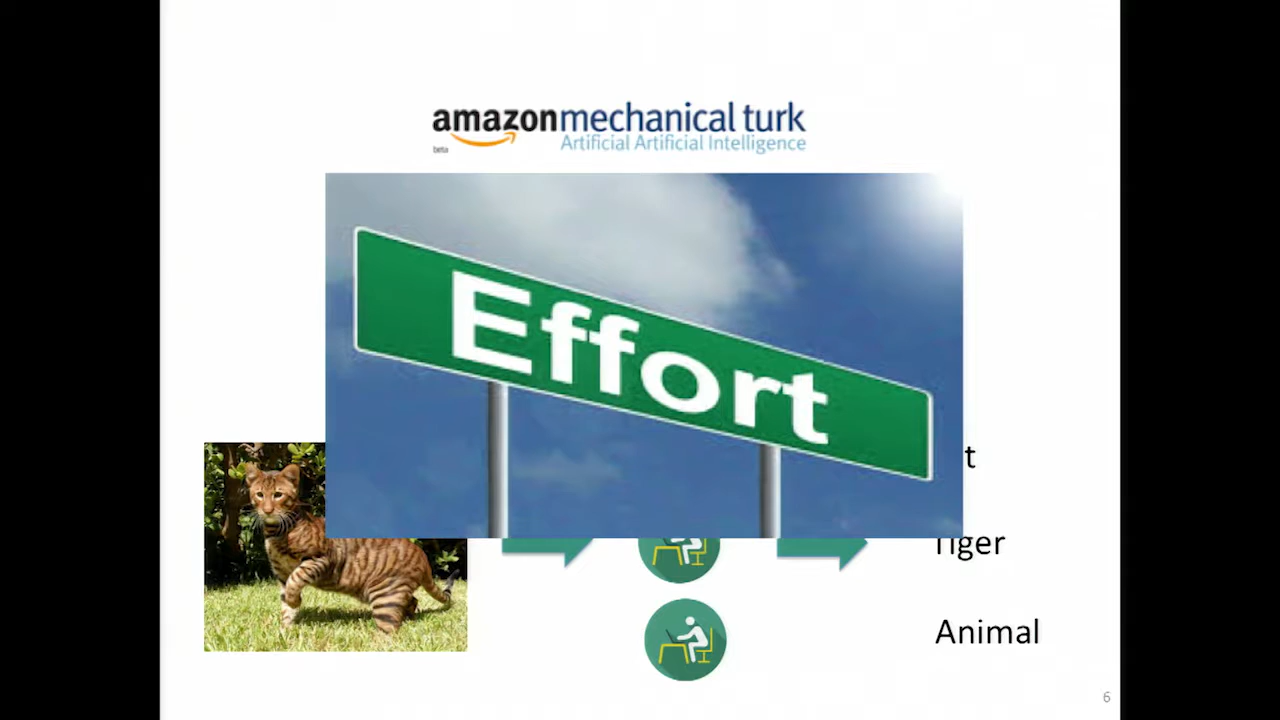 amazonmechanical turk
beta
Artificial Artificial Intelligence
Effort
t
Tiger
Animal
6